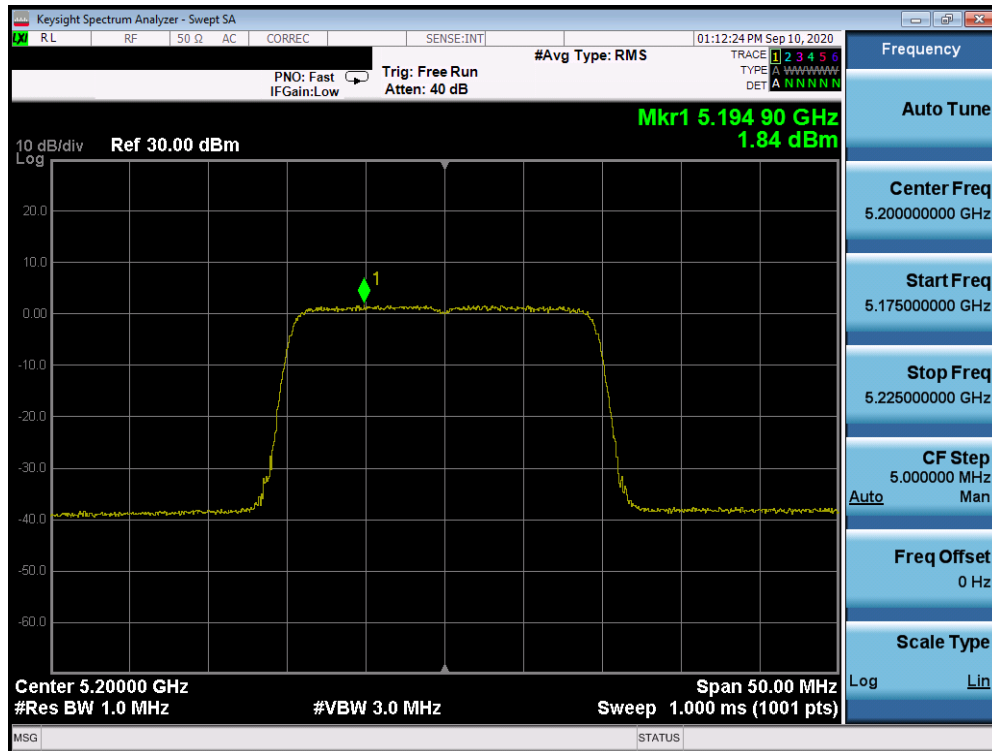 Keysight Spectrum Analyzer - Swept SA
LXI RL RF 50 Ω AC CORREC SENSE:INT 01:12:24 PM Sep 10, 2020
#Avg Type: RMS
TRACE 1 2 3 4 5 6
TYPE A WWWWW
DET A N N N N N
PNO: Fast
IFGain:Low
Trig: Free Run
Atten: 40 dB
Mkr1 5.194 90 GHz
1.84 dBm
10 dB/div
Log
Ref 30.00 dBm
20.0
10.0
0.00
-10.0
-20.0
-30.0
-40.0
-50.0
-60.0
1
Center 5.20000 GHz
Span 50.00 MHz
#Res BW 1.0 MHz
#VBW 3.0 MHz
Sweep 1.000 ms (1001 pts)
MSG
STATUS
Frequency
Auto Tune
Center Freq
5.200000000 GHz
Start Freq
5.175000000 GHz
Stop Freq
5.225000000 GHz
CF Step
5.000000 MHz
Auto Man
Freq Offset
0 Hz
Scale Type
Log Lin